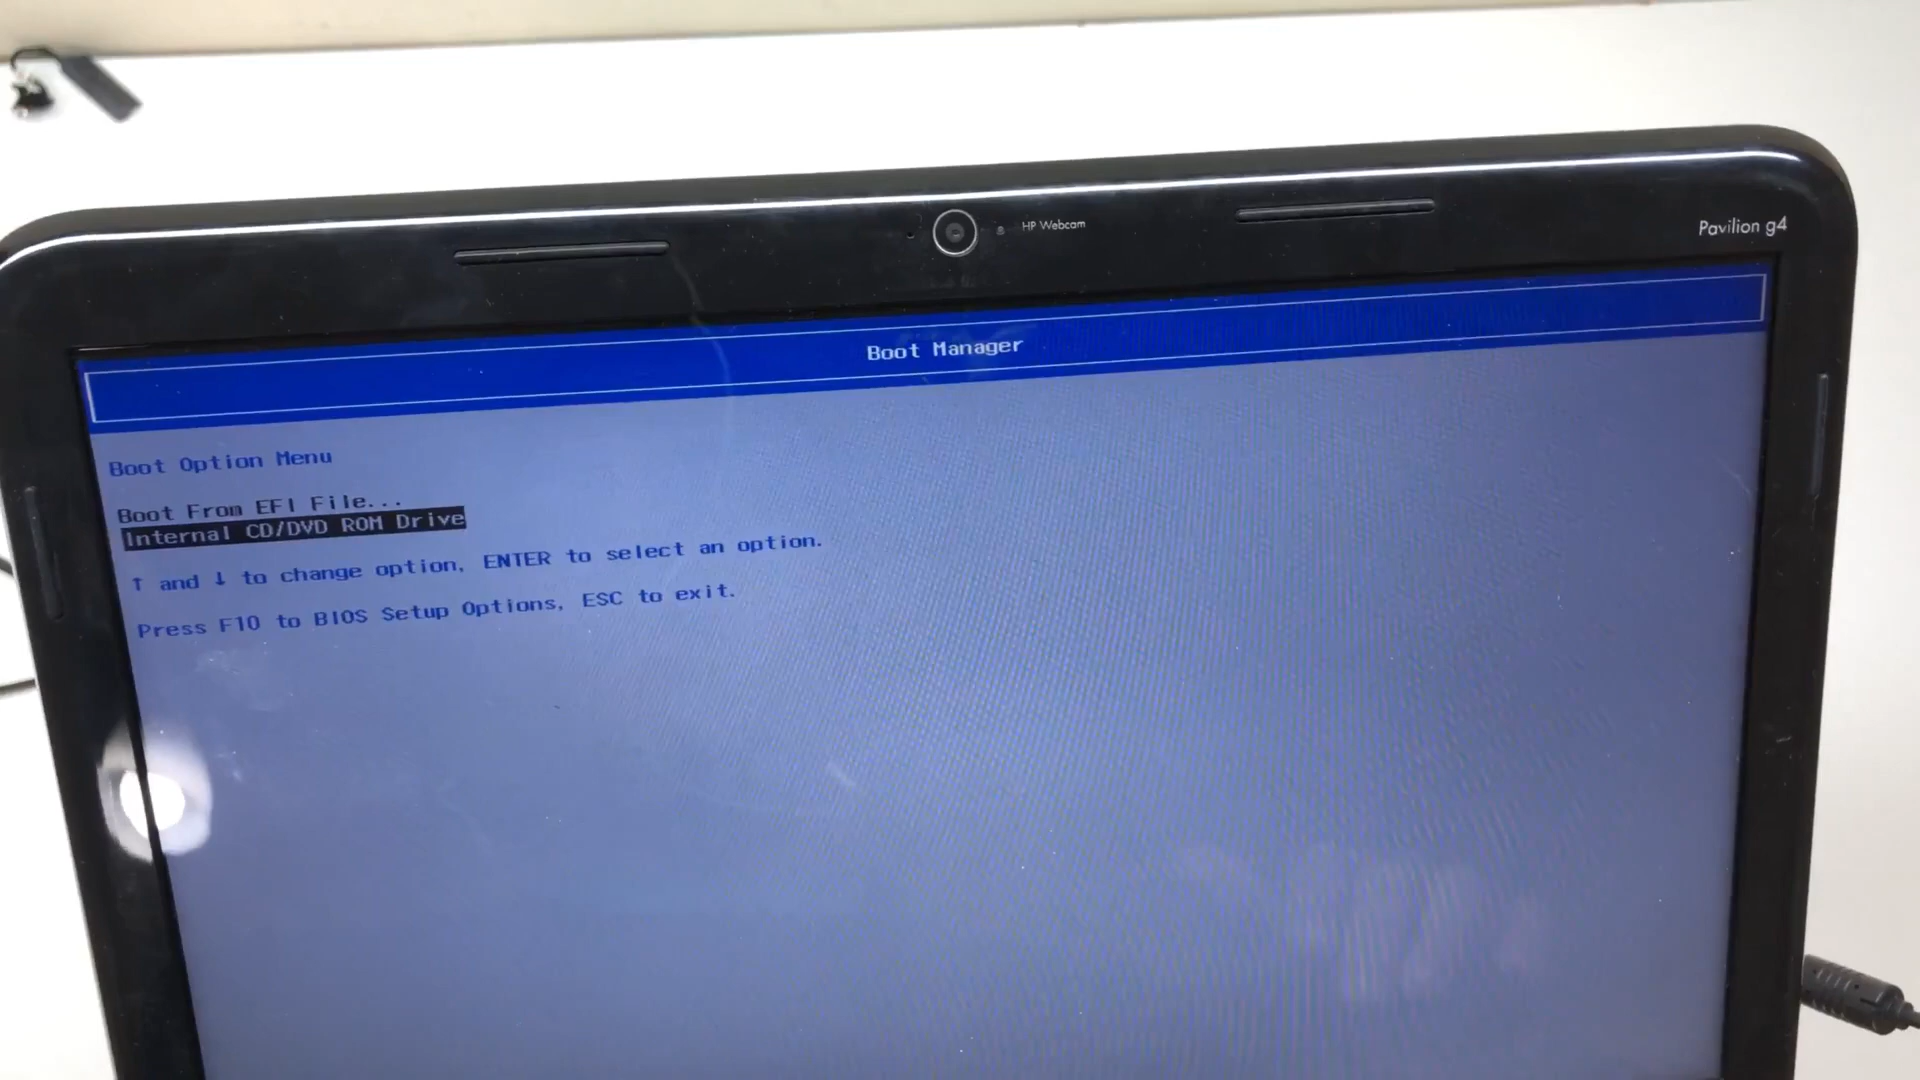 HP Webcam
Pavilion g4
Boot Manager
Boot Option Menu
Boot From EFI File...
Internal CD/DVD ROM Drive
↑ and ↓ to change option, ENTER to select an option.
Press F10 to BIOS Setup Options, ESC to exit.